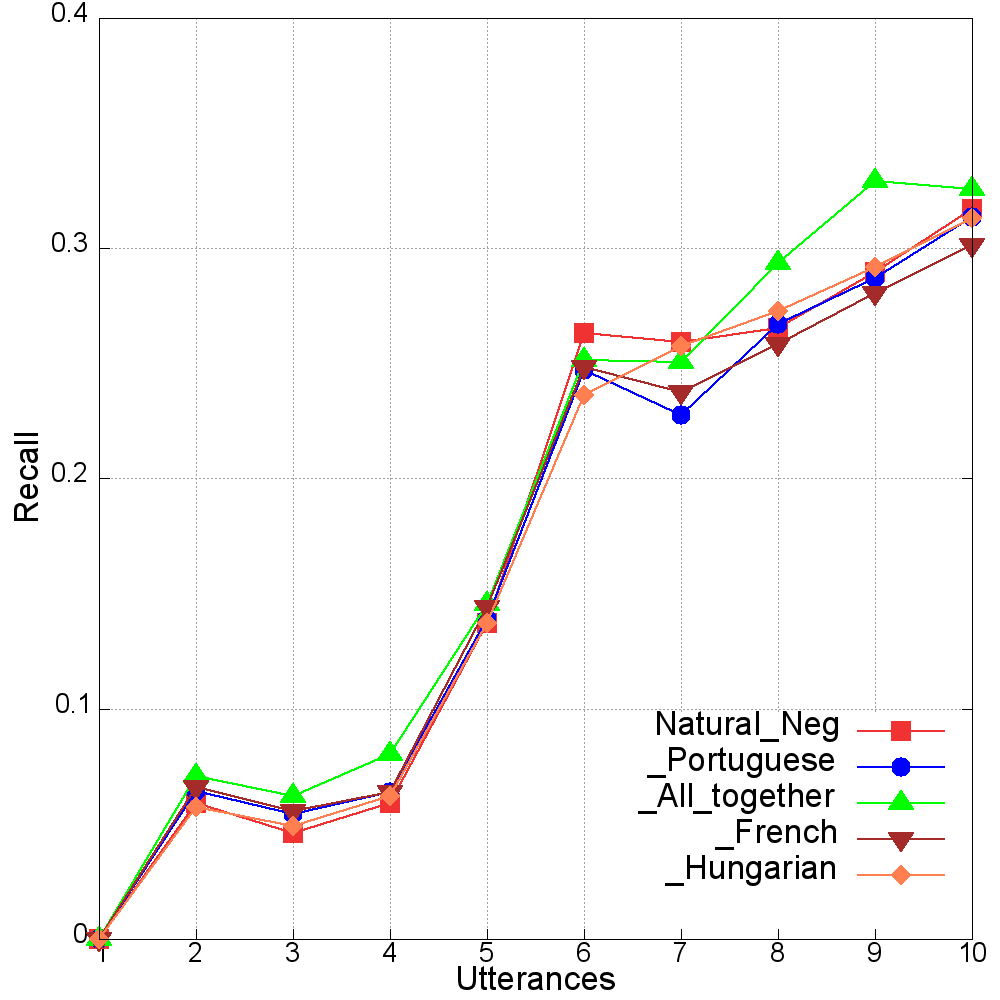 0.4
0.3
0.2
0.1
0
Recall
1 2 3 4 5 6 7 8 9 10
Utterances
Natural_Neg
_Portuguese
_All_together
_French
_Hungarian